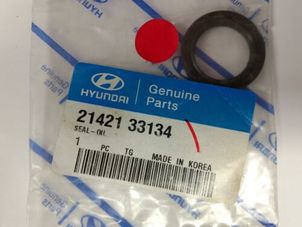 HYUNDAI
Genuine
Parts
21421 33134
SEAL-OIL
1 PC TG MADE IN KOREA